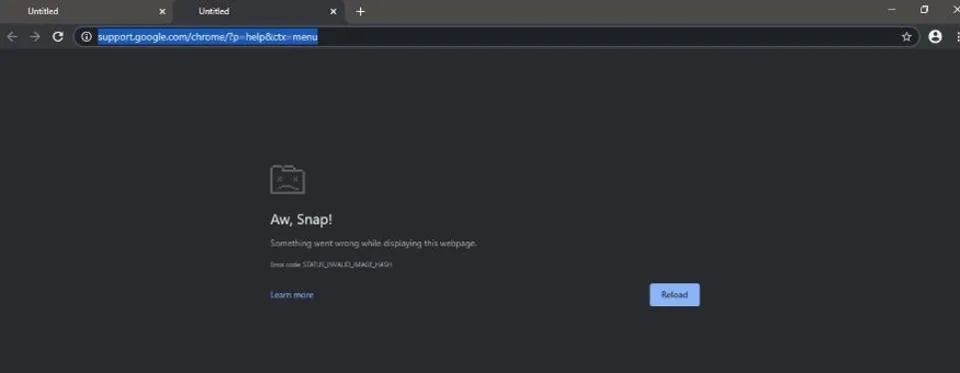 Untitled
Untitled
support.google.com/chrome/?p=help&ctx=menu
Aw, Snap!
Something went wrong while displaying this webpage.
Error code: STATUS_INVALID_IMAGE_HASH
Learn more
Reload